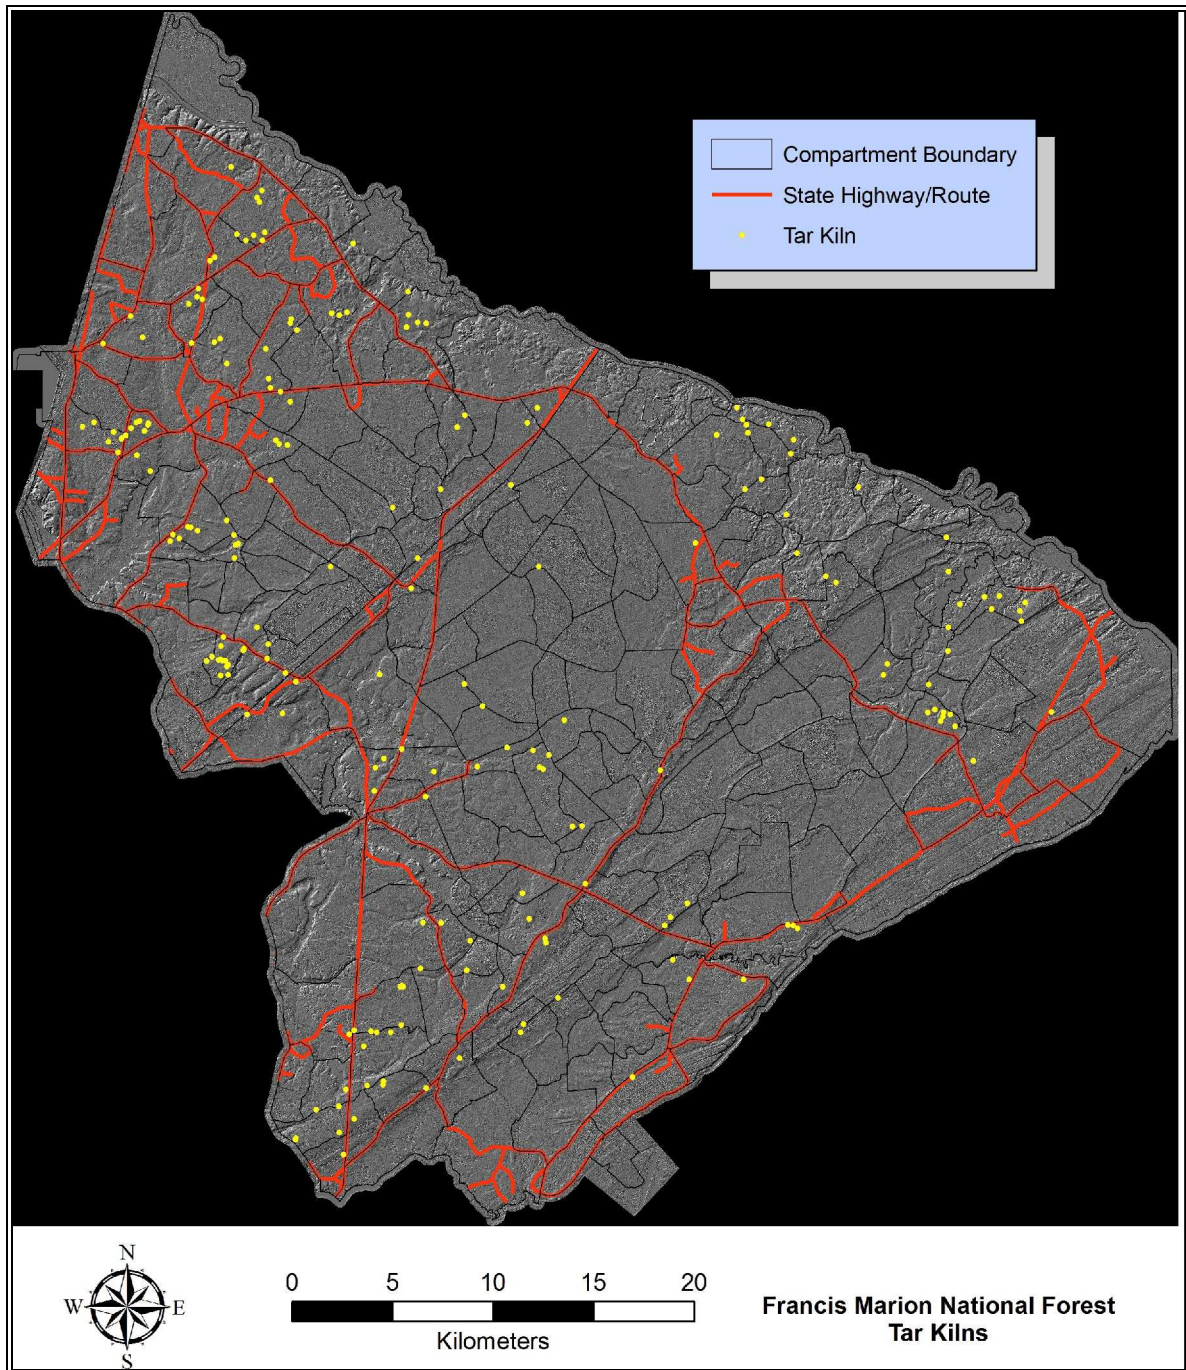 Compartment Boundary
State Highway/Route
Tar Kiln
N
W E
S
0 5 10 15 20
Kilometers
Francis Marion National Forest
Tar Kilns